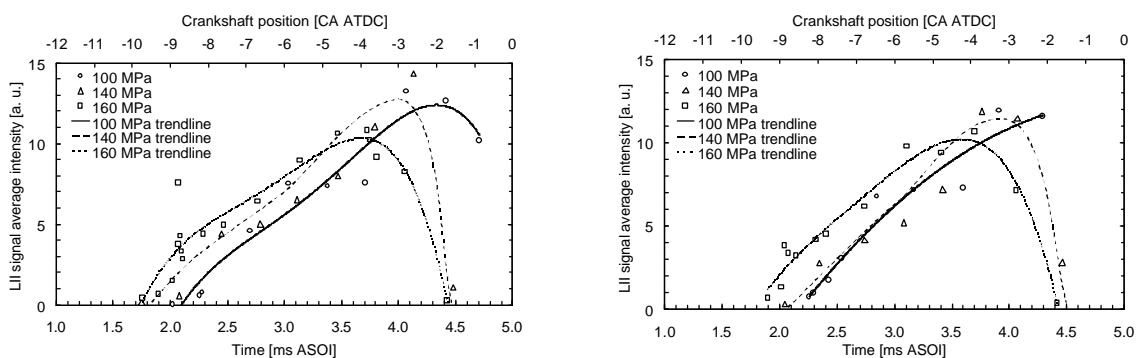 Crankshaft position [CA ATDC]
-12 -11 -10 -9 -8 -7 -6 -5 -4 -3 -2 -1 0
15
10
5
0
LII signal average intensity [a. u.]
100 MPa
140 MPa
160 MPa
100 MPa trendline
140 MPa trendline
160 MPa trendline
1.0 1.5 2.0 2.5 3.0 3.5 4.0 4.5 5.0
Time [ms ASOI]
Crankshaft position [CA ATDC]
-12 -11 -10 -9 -8 -7 -6 -5 -4 -3 -2 -1 0
15
10
5
0
LII signal average intensity [a. u.]
100 MPa
140 MPa
160 MPa
100 MPa trendline
140 MPa trendline
160 MPa trendline
1.0 1.5 2.0 2.5 3.0 3.5 4.0 4.5 5.0
Time [ms ASOI]